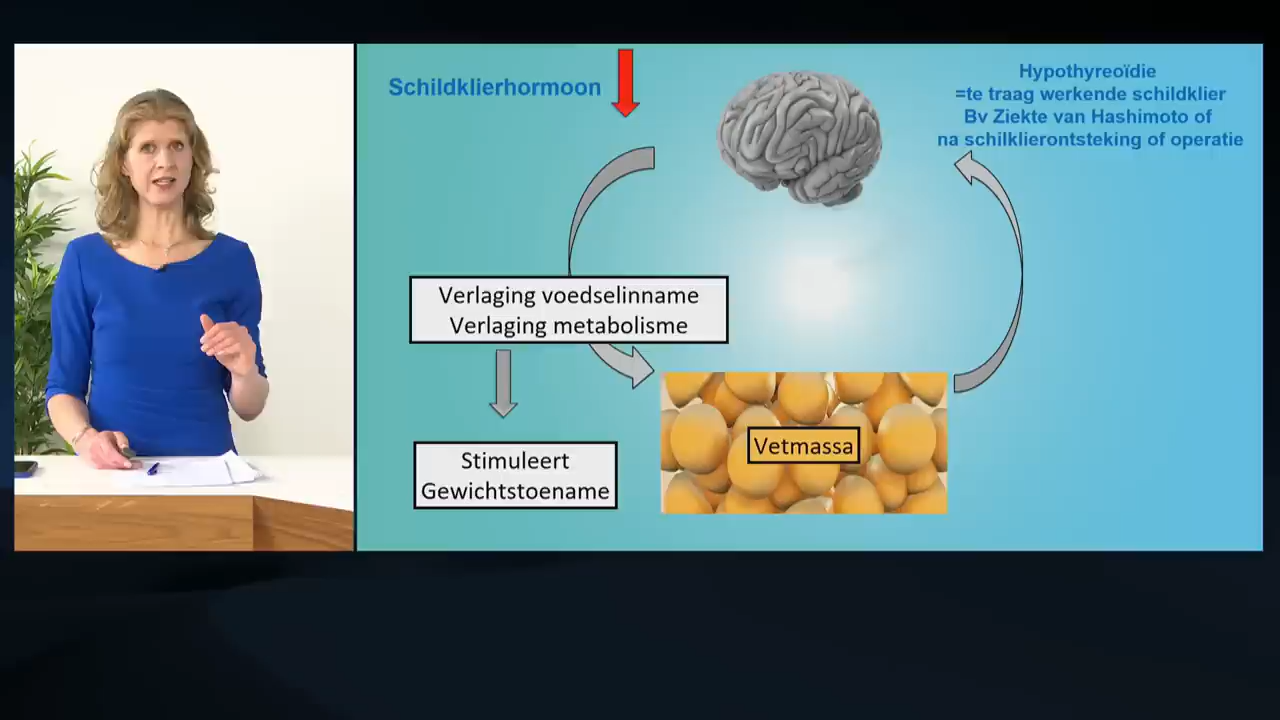 Schildklierhormoon
Hypothyreoïdie
=te traag werkende schildklier
Bv Ziekte van Hashimoto of
na schilklierontsteking of operatie
Verlaging voedselinname
Verlaging metabolisme
Vetmassa
Stimuleert
Gewichtstoename